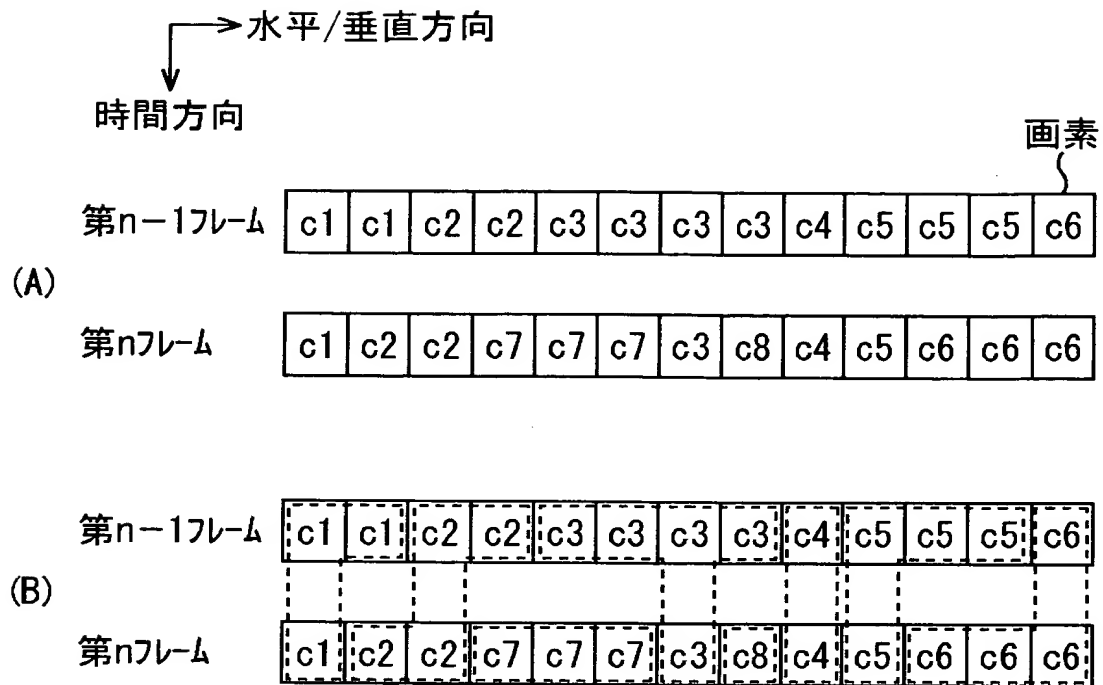 水平/垂直方向
時間方向
画素
第n−1フレーム c1 c1 c2 c2 c3 c3 c3 c3 c4 c5 c5 c5 c6
(A)
第nフレーム c1 c2 c2 c7 c7 c7 c3 c8 c4 c5 c6 c6 c6
第n−1フレーム c1 c1 c2 c2 c3 c3 c3 c3 c4 c5 c5 c5 c6
(B)
第nフレーム c1 c2 c2 c7 c7 c7 c3 c8 c4 c5 c6 c6 c6